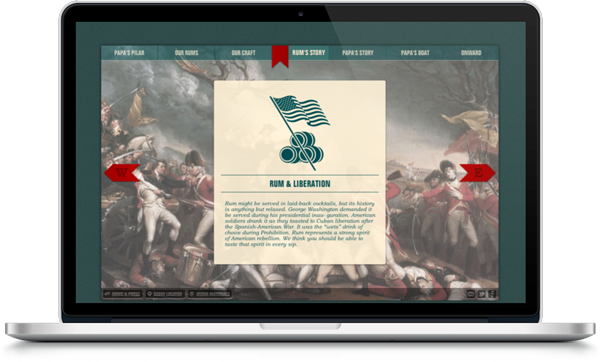 PAPA'S PILAR OUR RUMS OUR CRAFT RUM'S STORY PAPA'S STORY PAPA'S BOAT ONWARD
W E
RUM & LIBERATION
Rum might be served in laid-back cocktails, but its history
is anything but relaxed. George Washington demanded it
be served during his presidential inau- guration. American
soldiers drank it as they toasted to Cuban liberation after
the Spanish-American War. It was the "wets" drink of
choice during Prohibition. Rum represents a strong spirit
of American rebellion. We think you should be able to
taste that spirit in every sip.